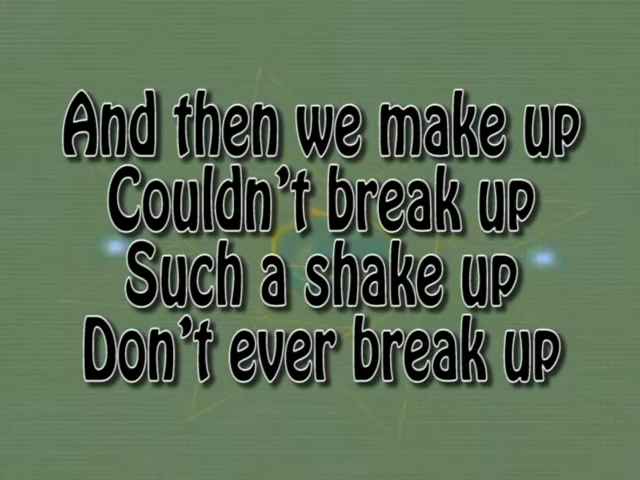 And then we make up
Couldn't break up
Such a shake up
Don't ever break up